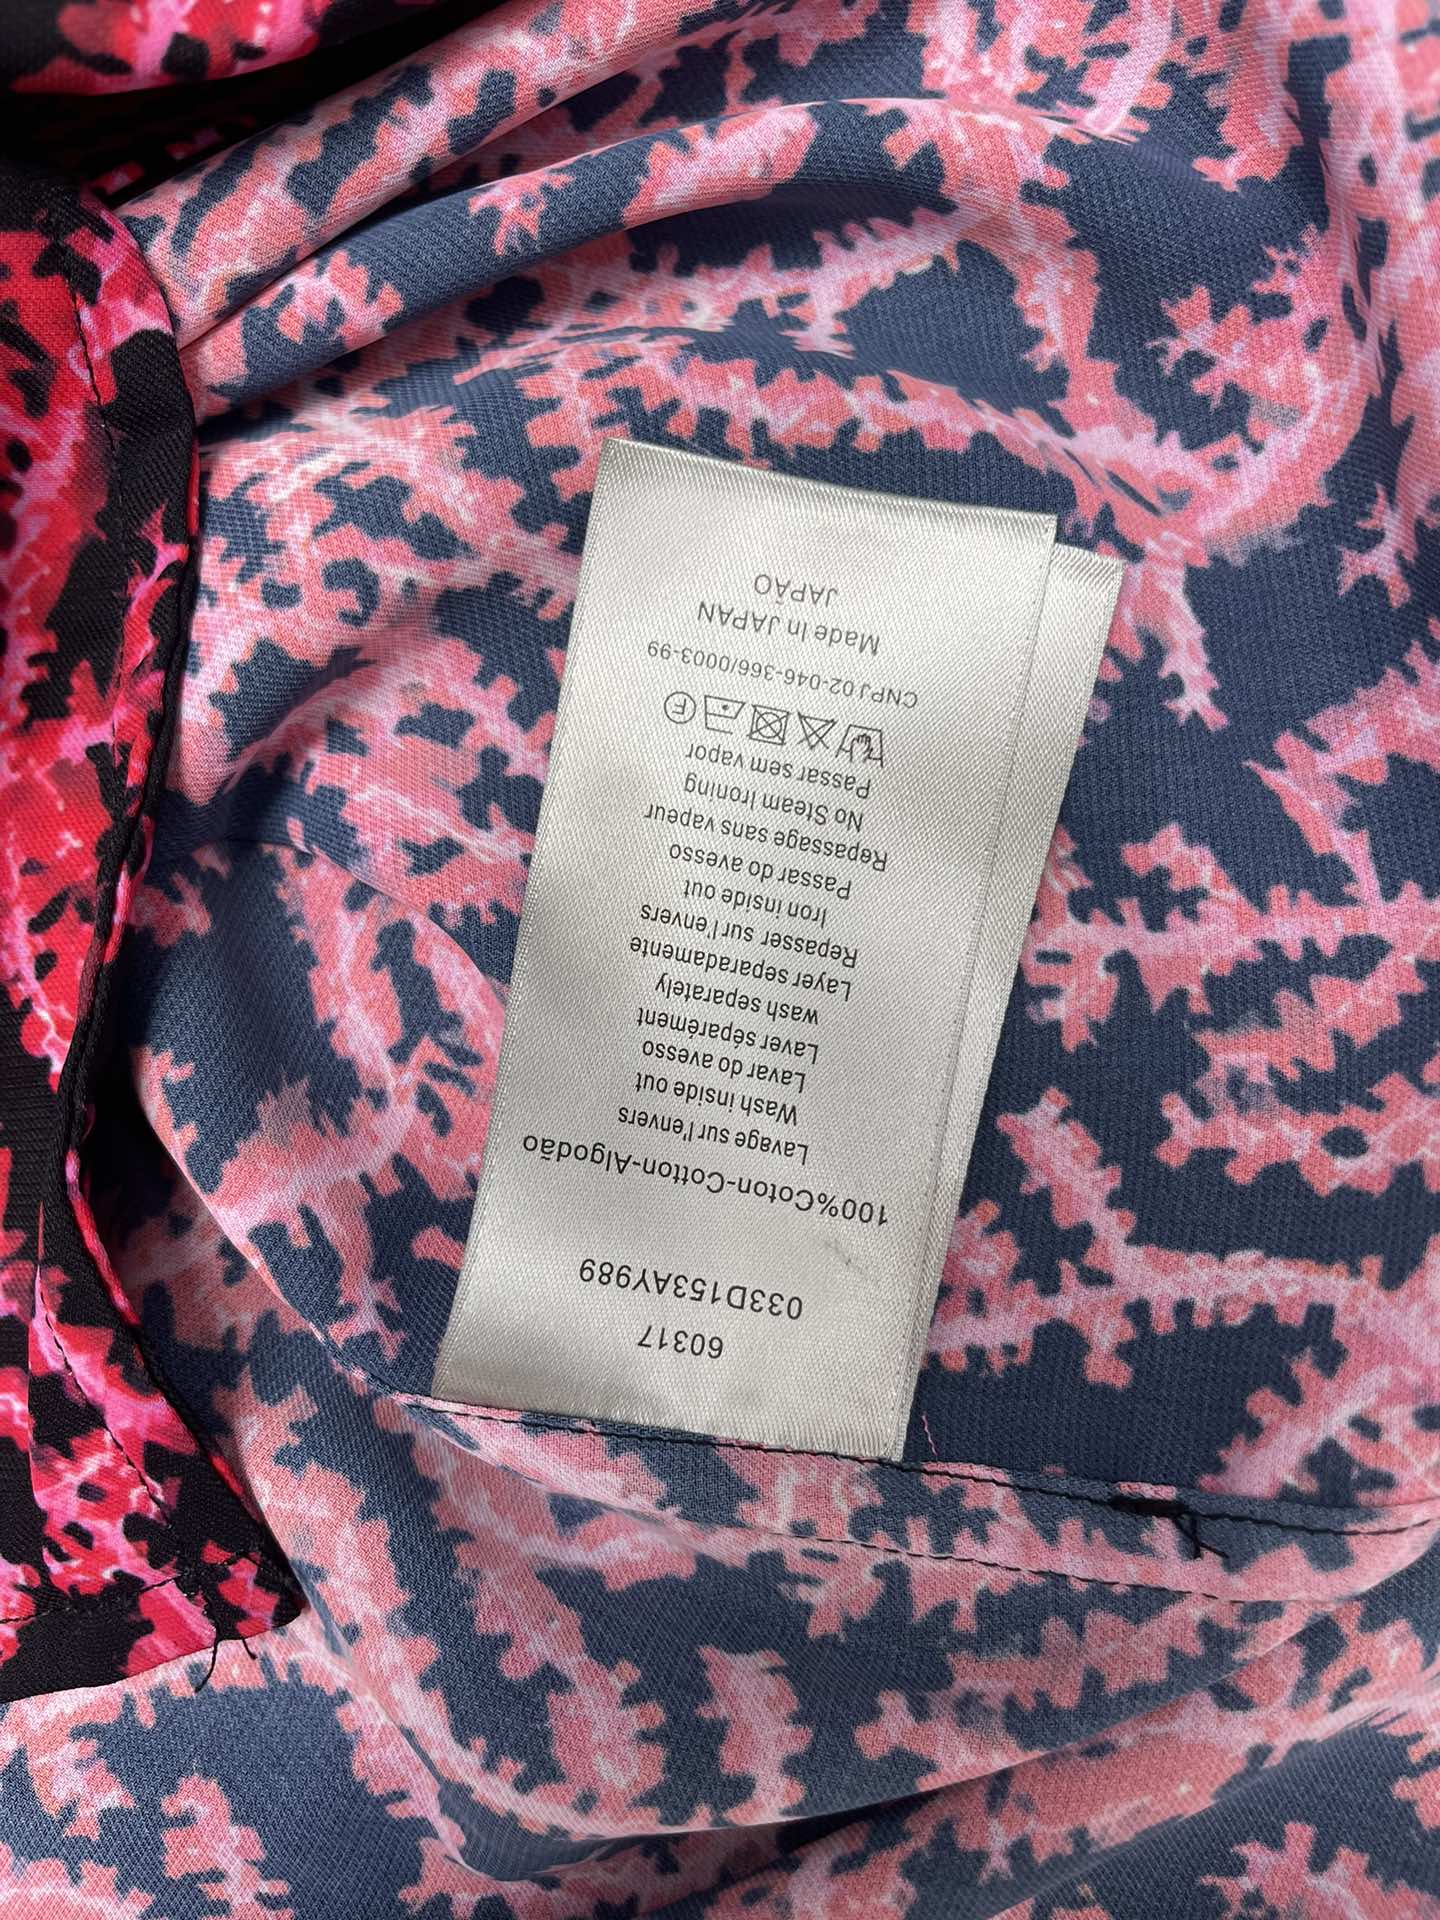 60317
033D153AY989
100%Coton-Cotton-Algodão
Lavage sur l'envers
Wash inside out
Lavar do avesso
Laver séparément
wash separately
Layer separadamente
Repasser sur l'envers
Iron inside out
Passar do avesso
Repassage sans vapeur
No Steam Ironing
Passar sem vapor
F
CNPJ 02-046-366/0003-99
Made In JAPAN
JAPÃO